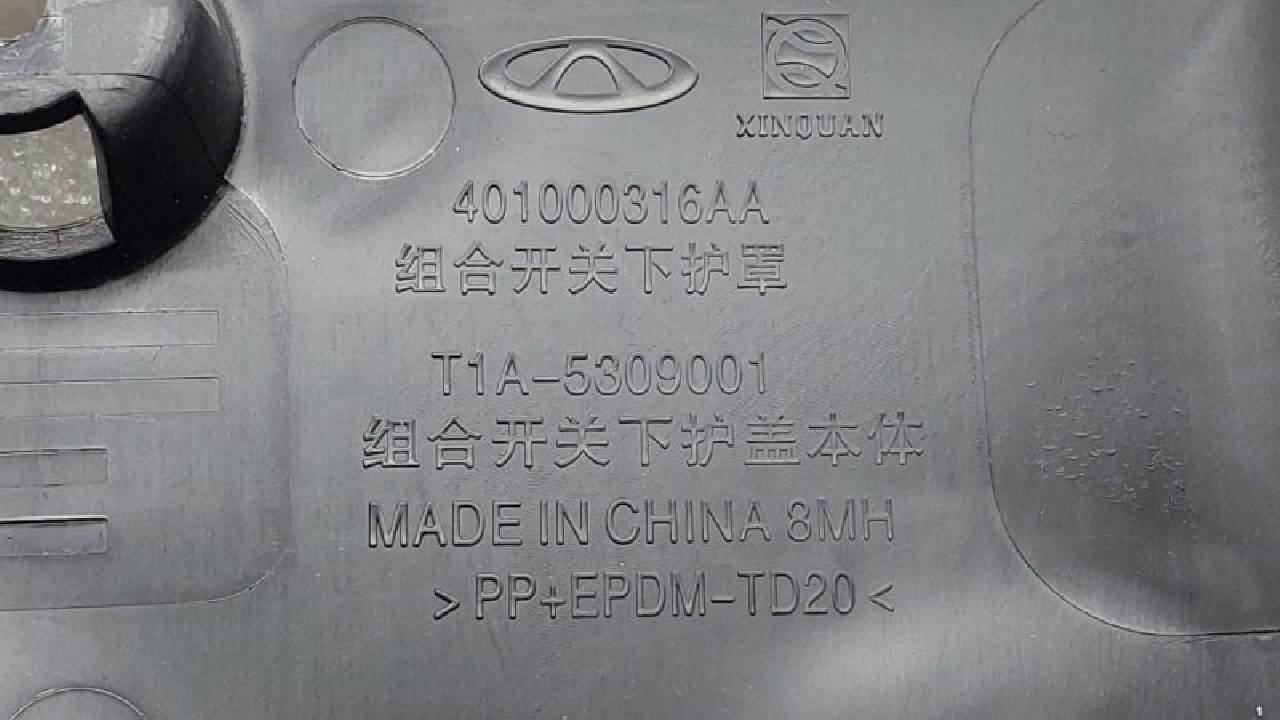 XINQUAN
401000316AA
组合开关下护罩
T1A-5309001
组合开关下护盖本体
MADE IN CHINA 8MH
>PP+EPDM-TD20<